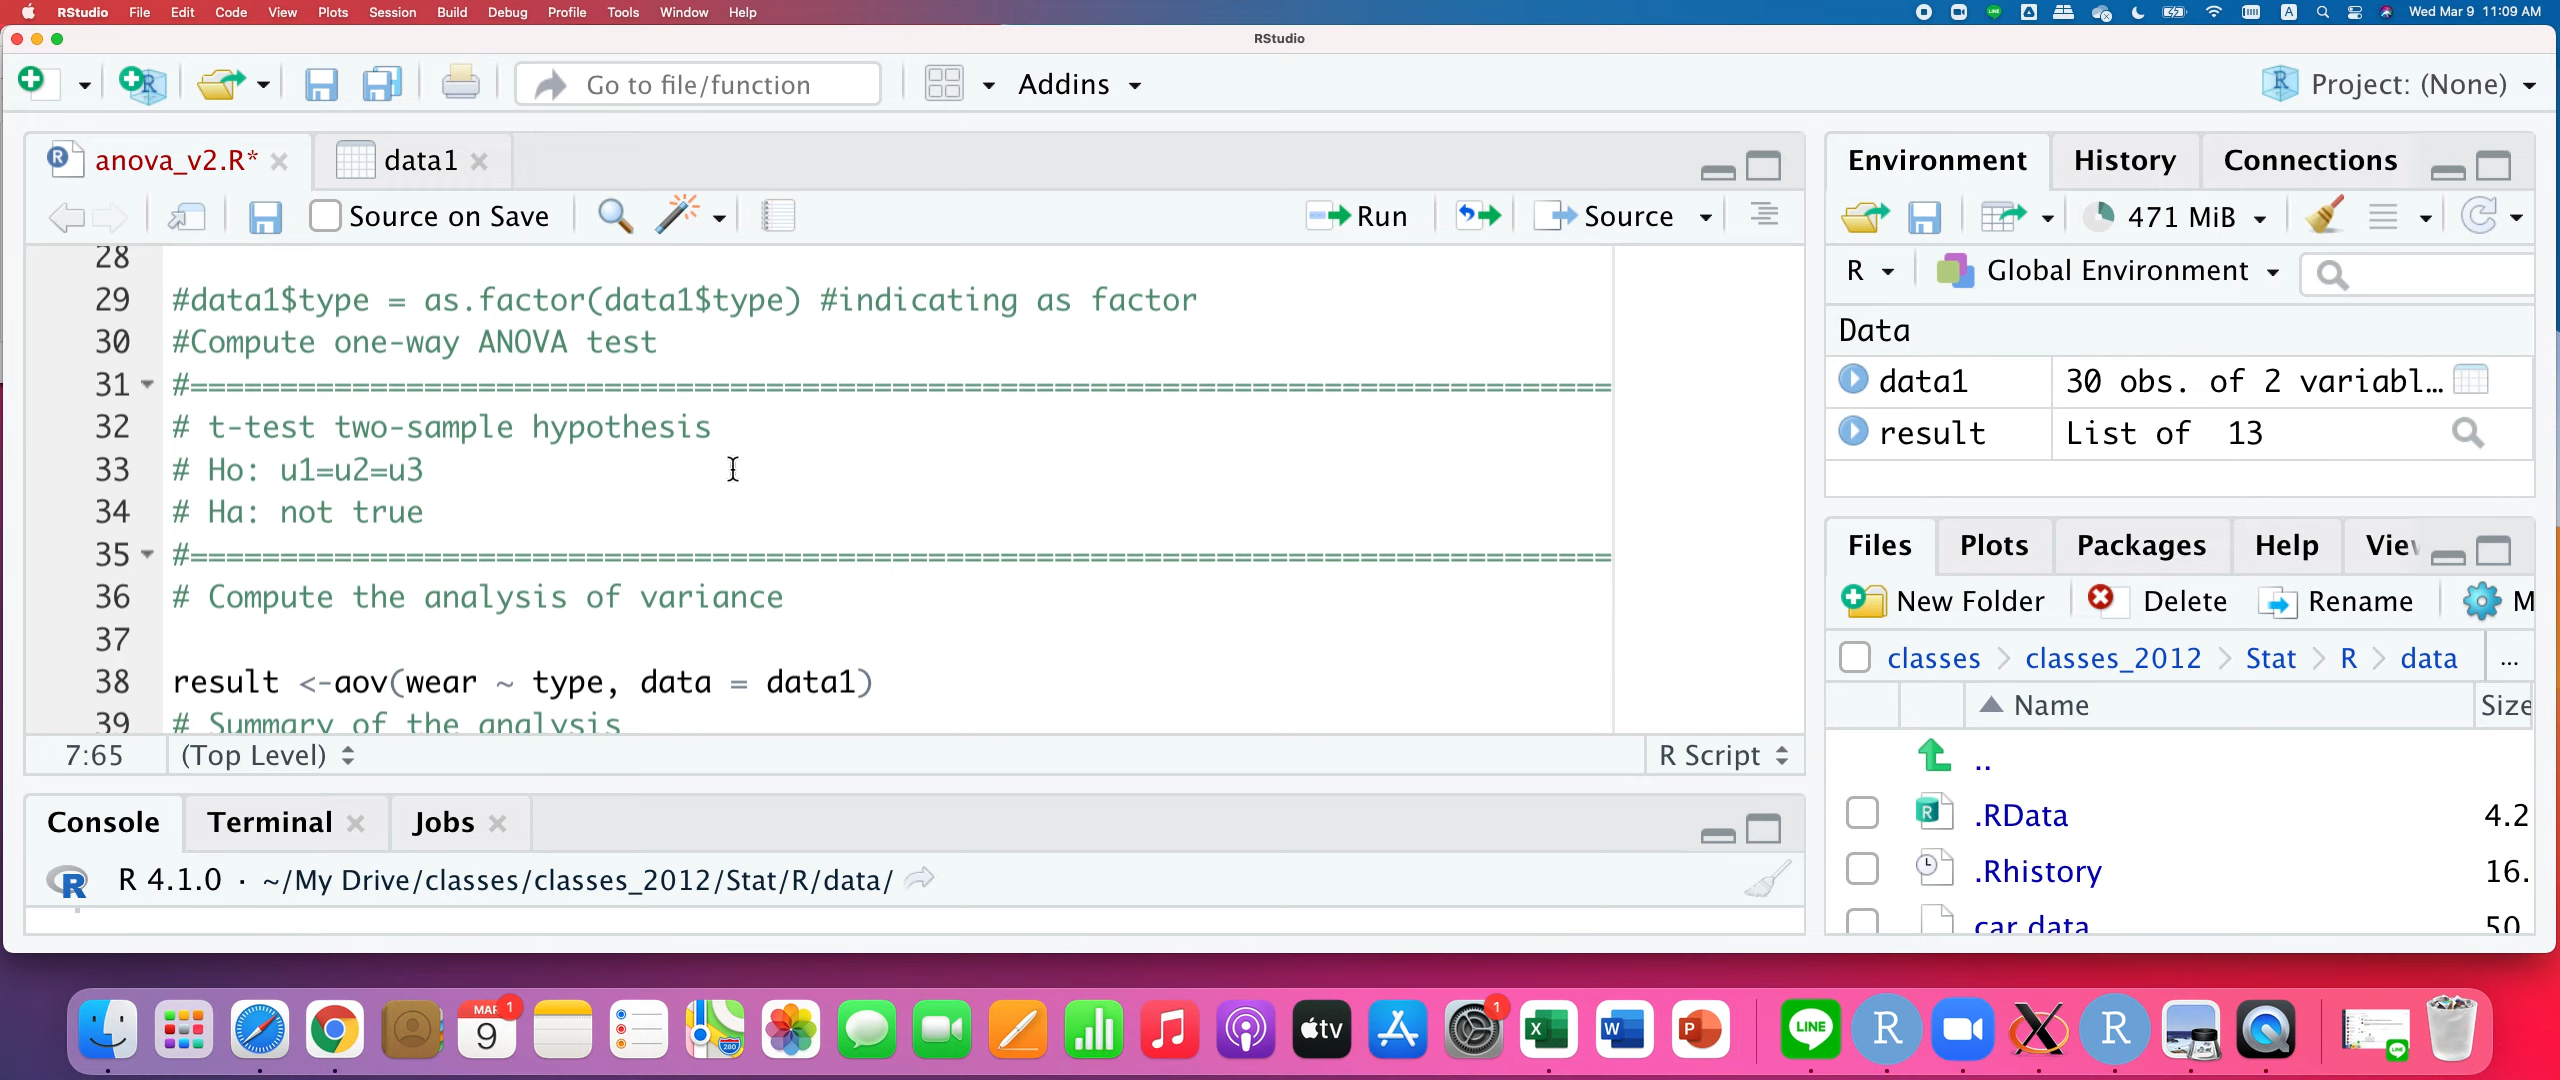 RStudio File Edit Code View Plots Session Build Debug Profile Tools Window Help
LINE A Wed Mar 9 11:09 AM
RStudio
Go to file/function Addins Project: (None)
anova_v2.R* data1
Source on Save Run Source
28
29 #data1$type = as.factor(data1$type) #indicating as factor
30 #Compute one-way ANOVA test
31 #===============================================================================
32 # t-test two-sample hypothesis
33 # Ho: u1=u2=u3
34 # Ha: not true
35 #===============================================================================
36 # Compute the analysis of variance
37
38 result <-aov(wear ~ type, data = data1)
39 # Summary of the analysis
7:65 (Top Level) R Script
Console Terminal Jobs
R R 4.1.0 · ~/My Drive/classes/classes_2012/Stat/R/data/
Environment History Connections
471 MiB
R Global Environment
Data
data1 30 obs. of 2 variabl…
result List of 13
Files Plots Packages Help
New Folder Delete Rename M
classes classes_2012 Stat R data ...
Name Size
..
.RData 4.2
.Rhistory 16.
car data 50
MAR 1
9
280
tv
1
X W P
LINE R R